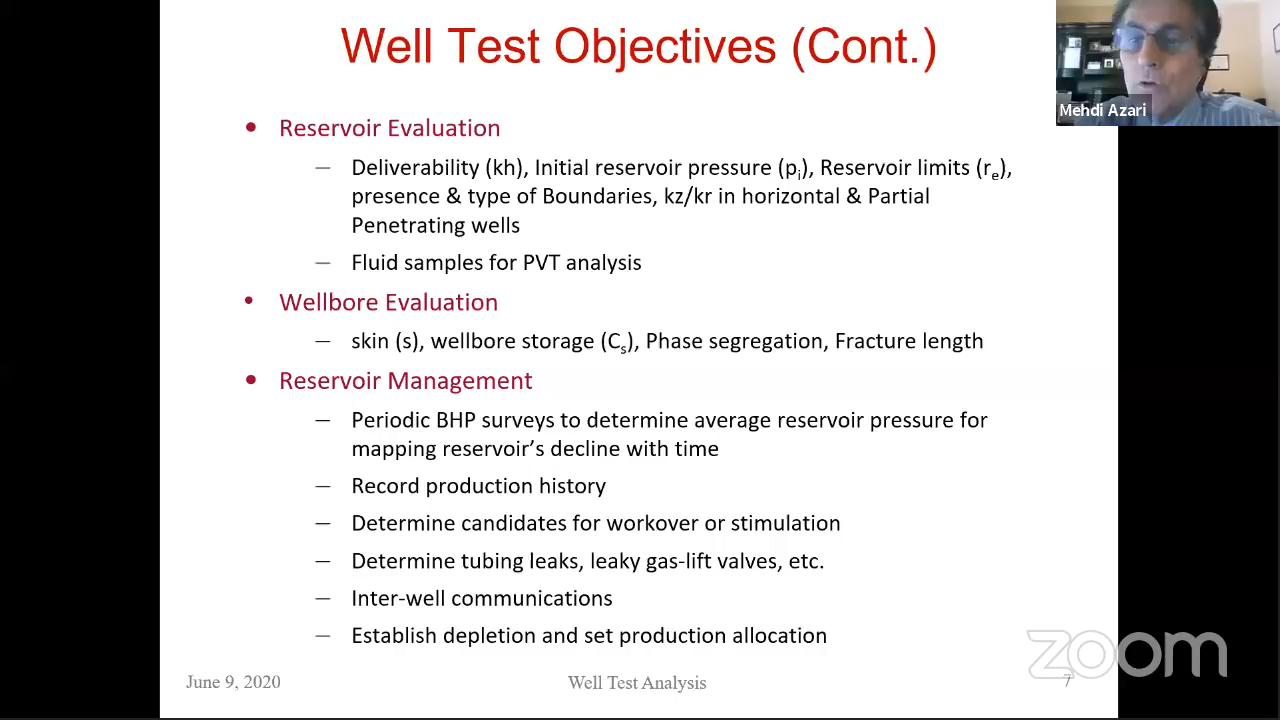 Well Test Objectives (Cont.)
Mehdi Azari
• Reservoir Evaluation
– Deliverability (kh), Initial reservoir pressure (pi), Reservoir limits (re),
presence & type of Boundaries, kz/kr in horizontal & Partial
Penetrating wells
– Fluid samples for PVT analysis
• Wellbore Evaluation
– skin (s), wellbore storage (Cs), Phase segregation, Fracture length
• Reservoir Management
– Periodic BHP surveys to determine average reservoir pressure for
mapping reservoir’s decline with time
– Record production history
– Determine candidates for workover or stimulation
– Determine tubing leaks, leaky gas-lift valves, etc.
– Inter-well communications
– Establish depletion and set production allocation
zoom
June 9, 2020
Well Test Analysis
7